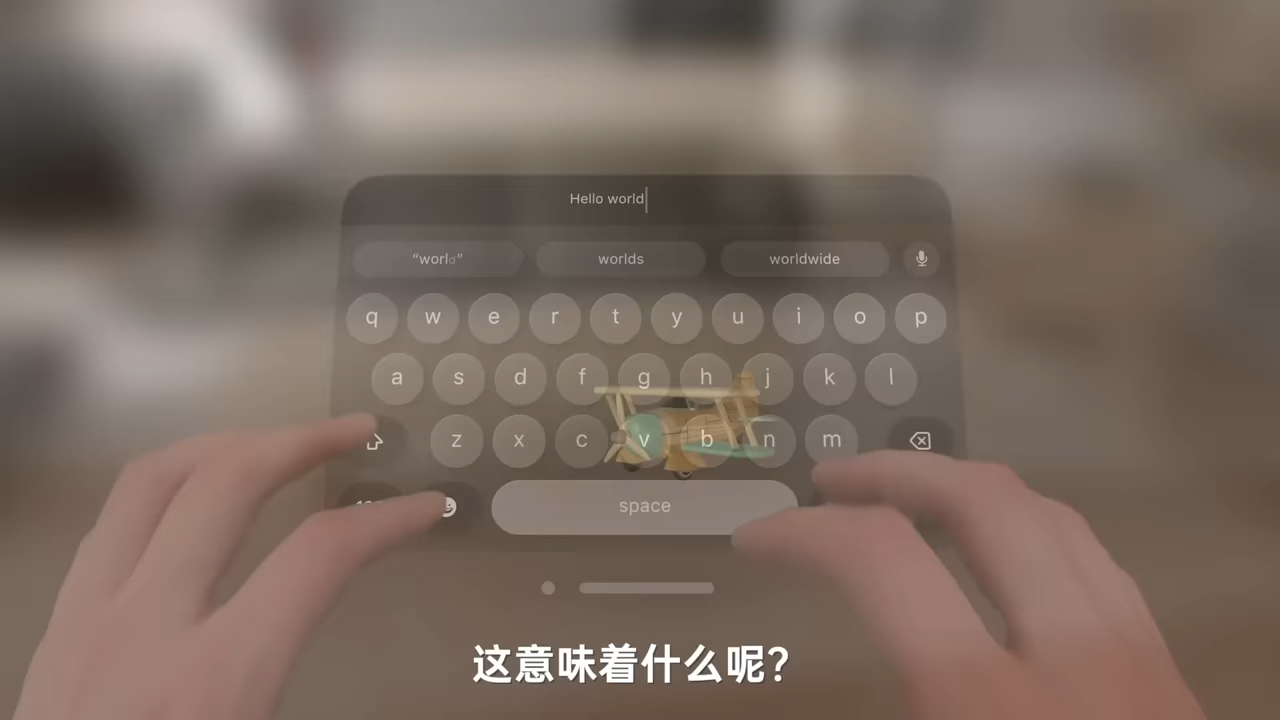 Hello world
“world” worlds worldwide
q w e r t y u i o p
a s d f g h j k l
z x c v b n m
space
这意味着什么呢？